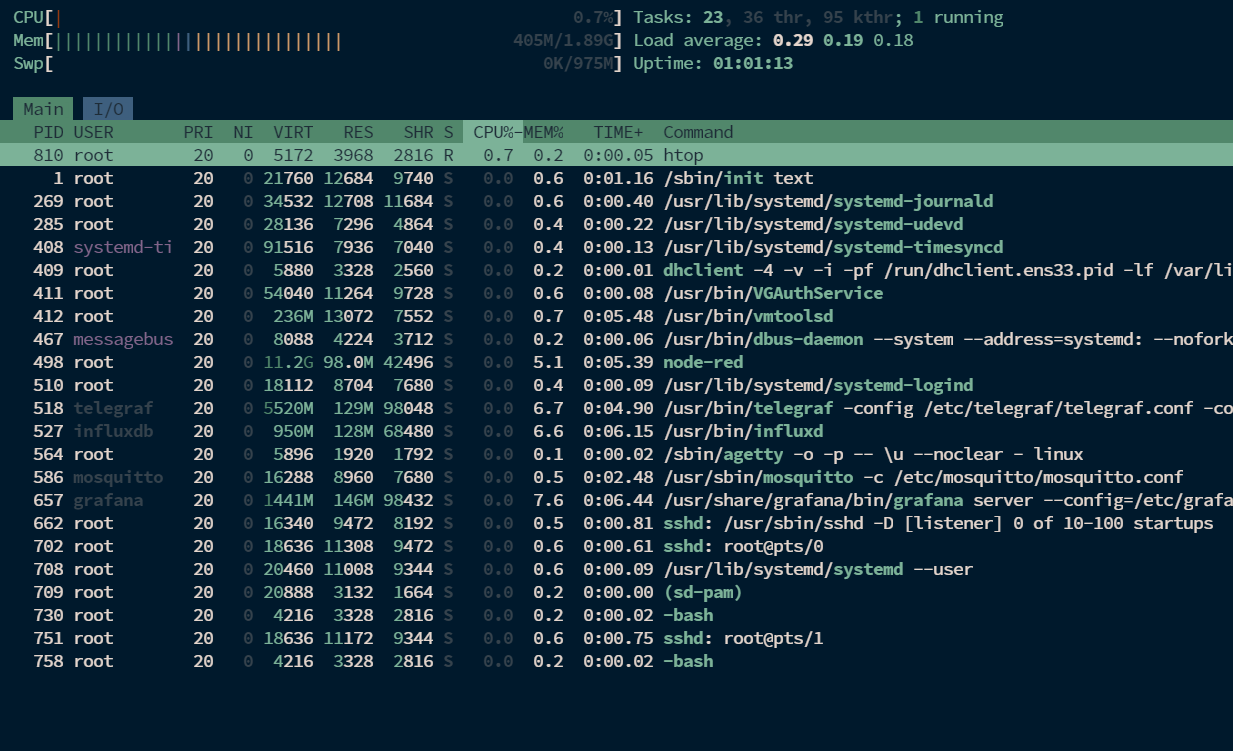 CPU[| 0.7%] Tasks: 23, 36 thr, 95 kthr; 1 running
Mem[||||||||||||||||||||||||||||| 405M/1.89G] Load average: 0.29 0.19 0.18
Swp[ 0K/975M] Uptime: 01:01:13
Main I/O
PID USER PRI NI VIRT RES SHR S CPU%-MEM% TIME+ Command
810 root 20 0 5172 3968 2816 R 0.7 0.2 0:00.05 htop
1 root 20 0 21760 12684 9740 S 0.0 0.6 0:01.16 /sbin/init text
269 root 20 0 34532 12708 11684 S 0.0 0.6 0:00.40 /usr/lib/systemd/systemd-journald
285 root 20 0 28136 7296 4864 S 0.0 0.4 0:00.22 /usr/lib/systemd/systemd-udevd
408 systemd-ti 20 0 91516 7936 7040 S 0.0 0.4 0:00.13 /usr/lib/systemd/systemd-timesyncd
409 root 20 0 5880 3328 2560 S 0.0 0.2 0:00.01 dhclient -4 -v -i -pf /run/dhclient.ens33.pid -lf /var/li
411 root 20 0 54040 11264 9728 S 0.0 0.6 0:00.08 /usr/bin/VGAuthService
412 root 20 0 236M 13072 7552 S 0.0 0.7 0:05.48 /usr/bin/vmtoolsd
467 messagebus 20 0 8088 4224 3712 S 0.0 0.2 0:00.06 /usr/bin/dbus-daemon --system --address=systemd: --nofork
498 root 20 0 11.2G 98.0M 42496 S 0.0 5.1 0:05.39 node-red
510 root 20 0 18112 8704 7680 S 0.0 0.4 0:00.09 /usr/lib/systemd/systemd-logind
518 telegraf 20 0 5520M 129M 98048 S 0.0 6.7 0:04.90 /usr/bin/telegraf -config /etc/telegraf/telegraf.conf -co
527 influxdb 20 0 950M 128M 68480 S 0.0 6.6 0:06.15 /usr/bin/influxd
564 root 20 0 5896 1920 1792 S 0.0 0.1 0:00.02 /sbin/agetty -o -p -- \u --noclear - linux
586 mosquitto 20 0 16288 8960 7680 S 0.0 0.5 0:02.48 /usr/sbin/mosquitto -c /etc/mosquitto/mosquitto.conf
657 grafana 20 0 1441M 146M 98432 S 0.0 7.6 0:06.44 /usr/share/grafana/bin/grafana server --config=/etc/grafa
662 root 20 0 16340 9472 8192 S 0.0 0.5 0:00.81 sshd: /usr/sbin/sshd -D [listener] 0 of 10-100 startups
702 root 20 0 18636 11308 9472 S 0.0 0.6 0:00.61 sshd: root@pts/0
708 root 20 0 20460 11008 9344 S 0.0 0.6 0:00.09 /usr/lib/systemd/systemd --user
709 root 20 0 20888 3132 1664 S 0.0 0.2 0:00.00 (sd-pam)
730 root 20 0 4216 3328 2816 S 0.0 0.2 0:00.02 -bash
751 root 20 0 18636 11172 9344 S 0.0 0.6 0:00.75 sshd: root@pts/1
758 root 20 0 4216 3328 2816 S 0.0 0.2 0:00.02 -bash